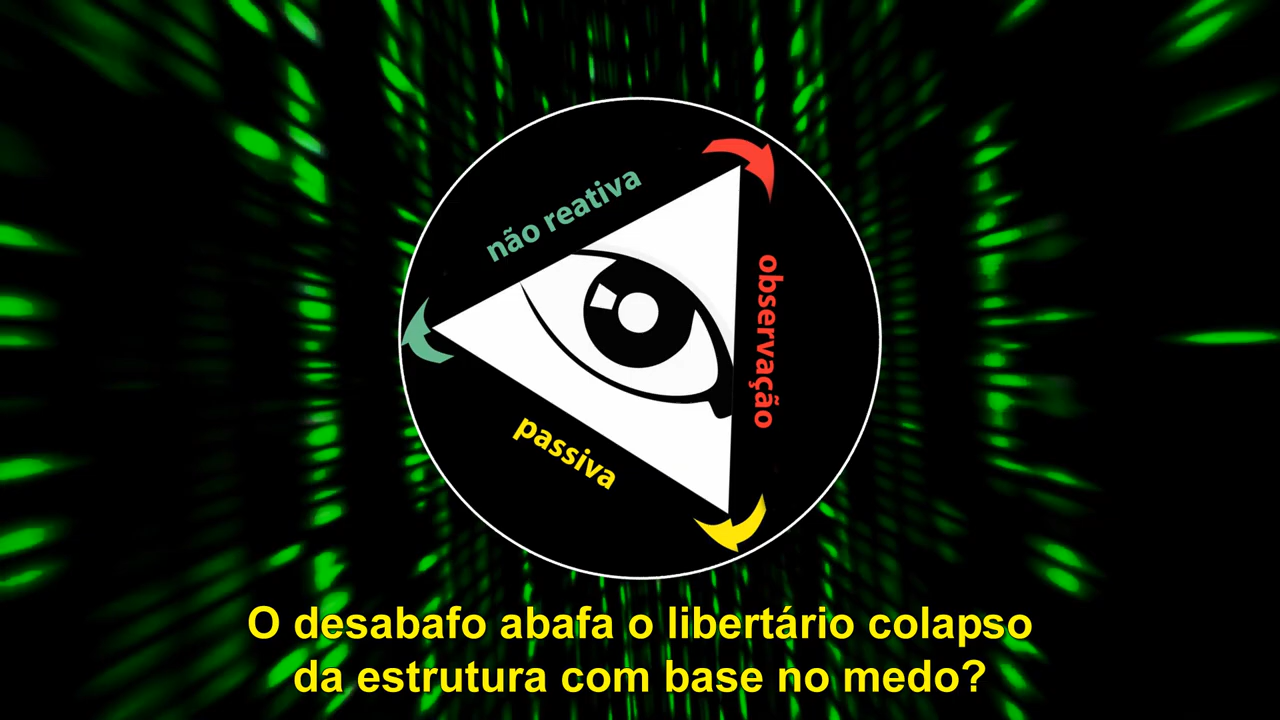 não reativa
observação
passiva
O desabafo abafa o libertário colapso
da estrutura com base no medo?